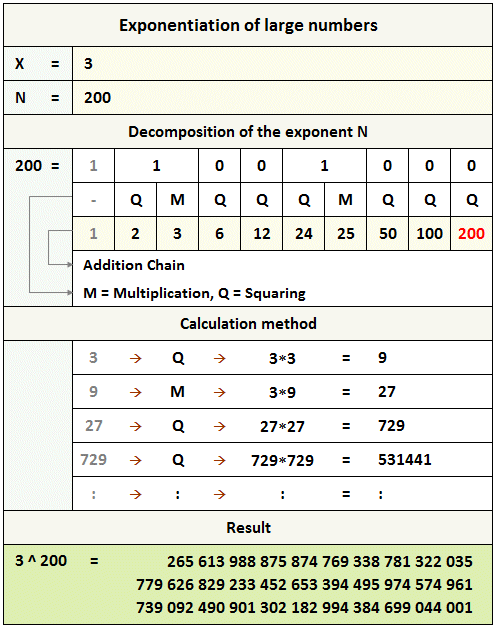 Exponentiation of large numbers
X = 3
N = 200
Decomposition of the exponent N
200 = 1 1 0 0 1 0 0 0
- Q M Q Q Q M Q Q Q
1 2 3 6 12 24 25 50 100 200
Addition Chain
M = Multiplication, Q = Squaring
Calculation method
3 → Q → 3*3 = 9
9 → M → 3*9 = 27
27 → Q → 27*27 = 729
729 → Q → 729*729 = 531441
: → : → : = :
Result
3 ^ 200 = 265 613 988 875 874 769 338 781 322 035
779 626 829 233 452 653 394 495 974 574 961
739 092 490 901 302 182 994 384 699 044 001